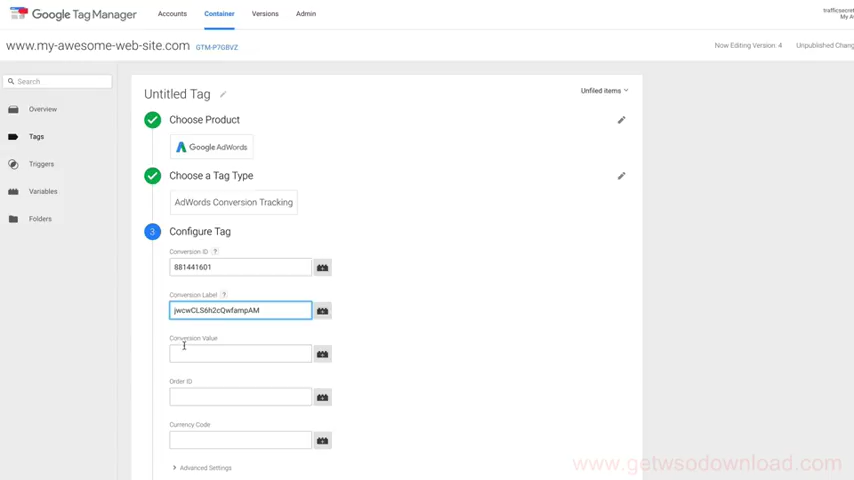 Google Tag Manager
Accounts
Container
Versions
Admin
trafficsecre
My A
www.my-awesome-web-site.com
GTM-P7GBVZ
Now Editing Version: 4
Unpublished Chang
Search
Overview
Tags
Triggers
Variables
Folders
Untitled Tag
Unfiled items
Choose Product
Google AdWords
Choose a Tag Type
AdWords Conversion Tracking
3
Configure Tag
Conversion ID ?
881441601
Conversion Label ?
jwcwCLS6h2cQwfampAM
Conversion Value
Order ID
Currency Code
Advanced Settings
www.getwsodownload.com